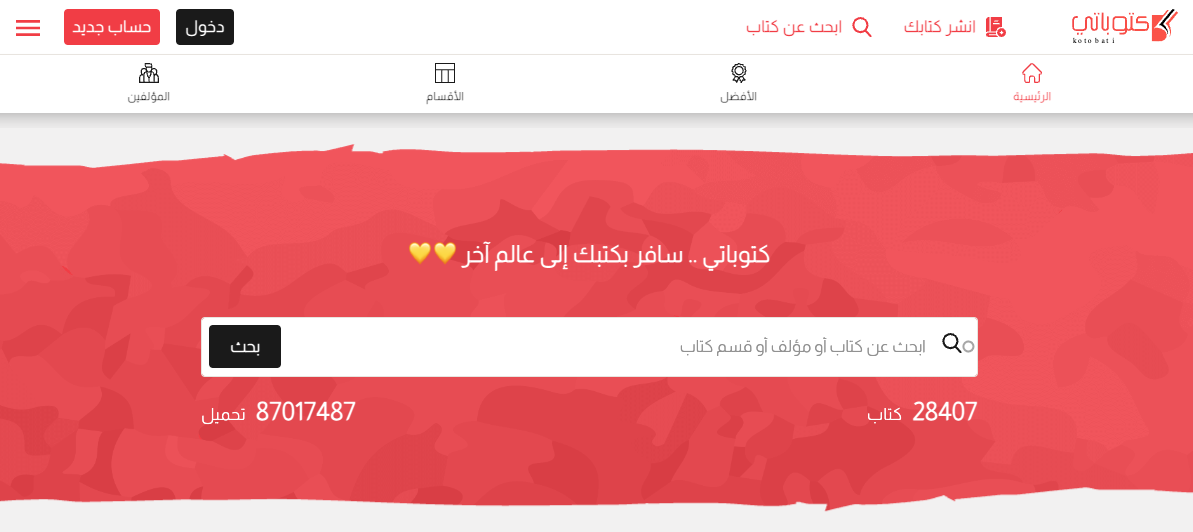 كتوباتي
kotobati
انشر كتابك
ابحث عن كتاب
دخول
حساب جديد
الرئيسية
الأفضل
الأقسام
المؤلفين
كتوباتي .. سافر بكتبك إلى عالم آخر 💛💛
ابحث عن كتاب أو مؤلف أو قسم كتاب
بحث
28407 كتاب
87017487 تحميل